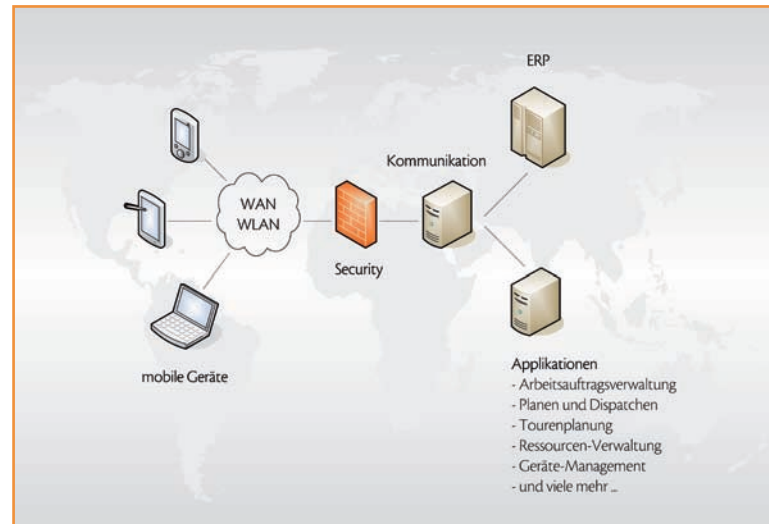 ERP
Kommunikation
WAN
WLAN
Security
mobile Geräte
Applikationen
- Arbeitsauftragsverwaltung
- Planen und Dispatchen
- Tourenplanung
- Ressourcen-Verwaltung
- Geräte-Management
- und viele mehr ...